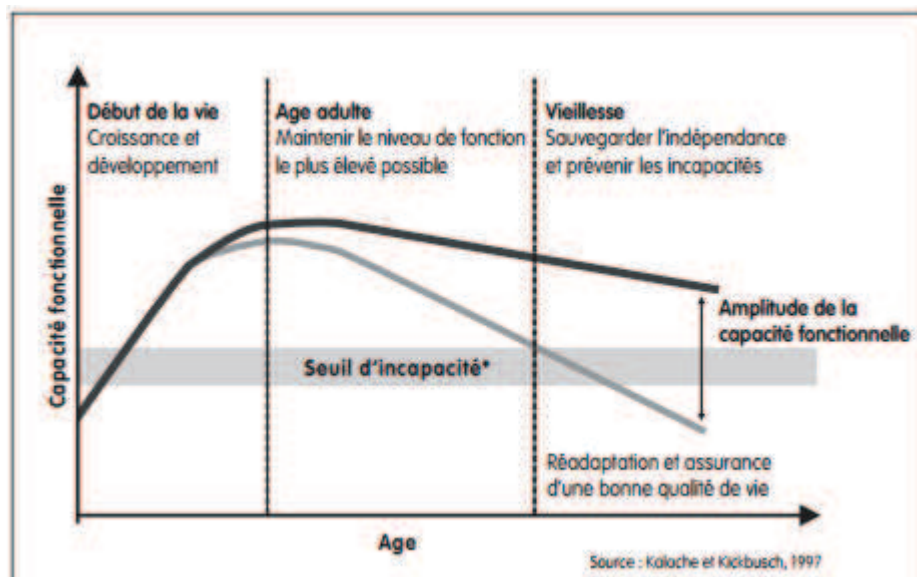 Début de la vie
Croissance et
développement
Age adulte
Maintenir le niveau de fonction
le plus élevé possible
Vieillesse
Sauvegarder l'indépendance
et prévenir les incapacités
Capacité fonctionnelle
Amplitude de la
capacité fonctionnelle
Seuil d'incapacité*
Réadaptation et assurance
d'une bonne qualité de vie
Age
Source : Kalache et Kickbusch, 1997